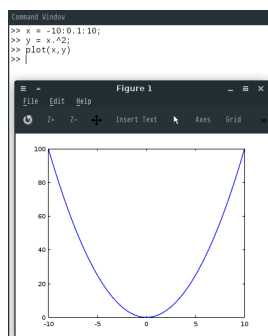 Command Window
>> x = -10:0.1:10;
>> y = x.^2;
>> plot(x,y)
>>
Figure 1
File Edit Help
Z+ Z- Insert Text Axes Grid
100
80
60
40
20
0
-10 -5 0 5 10